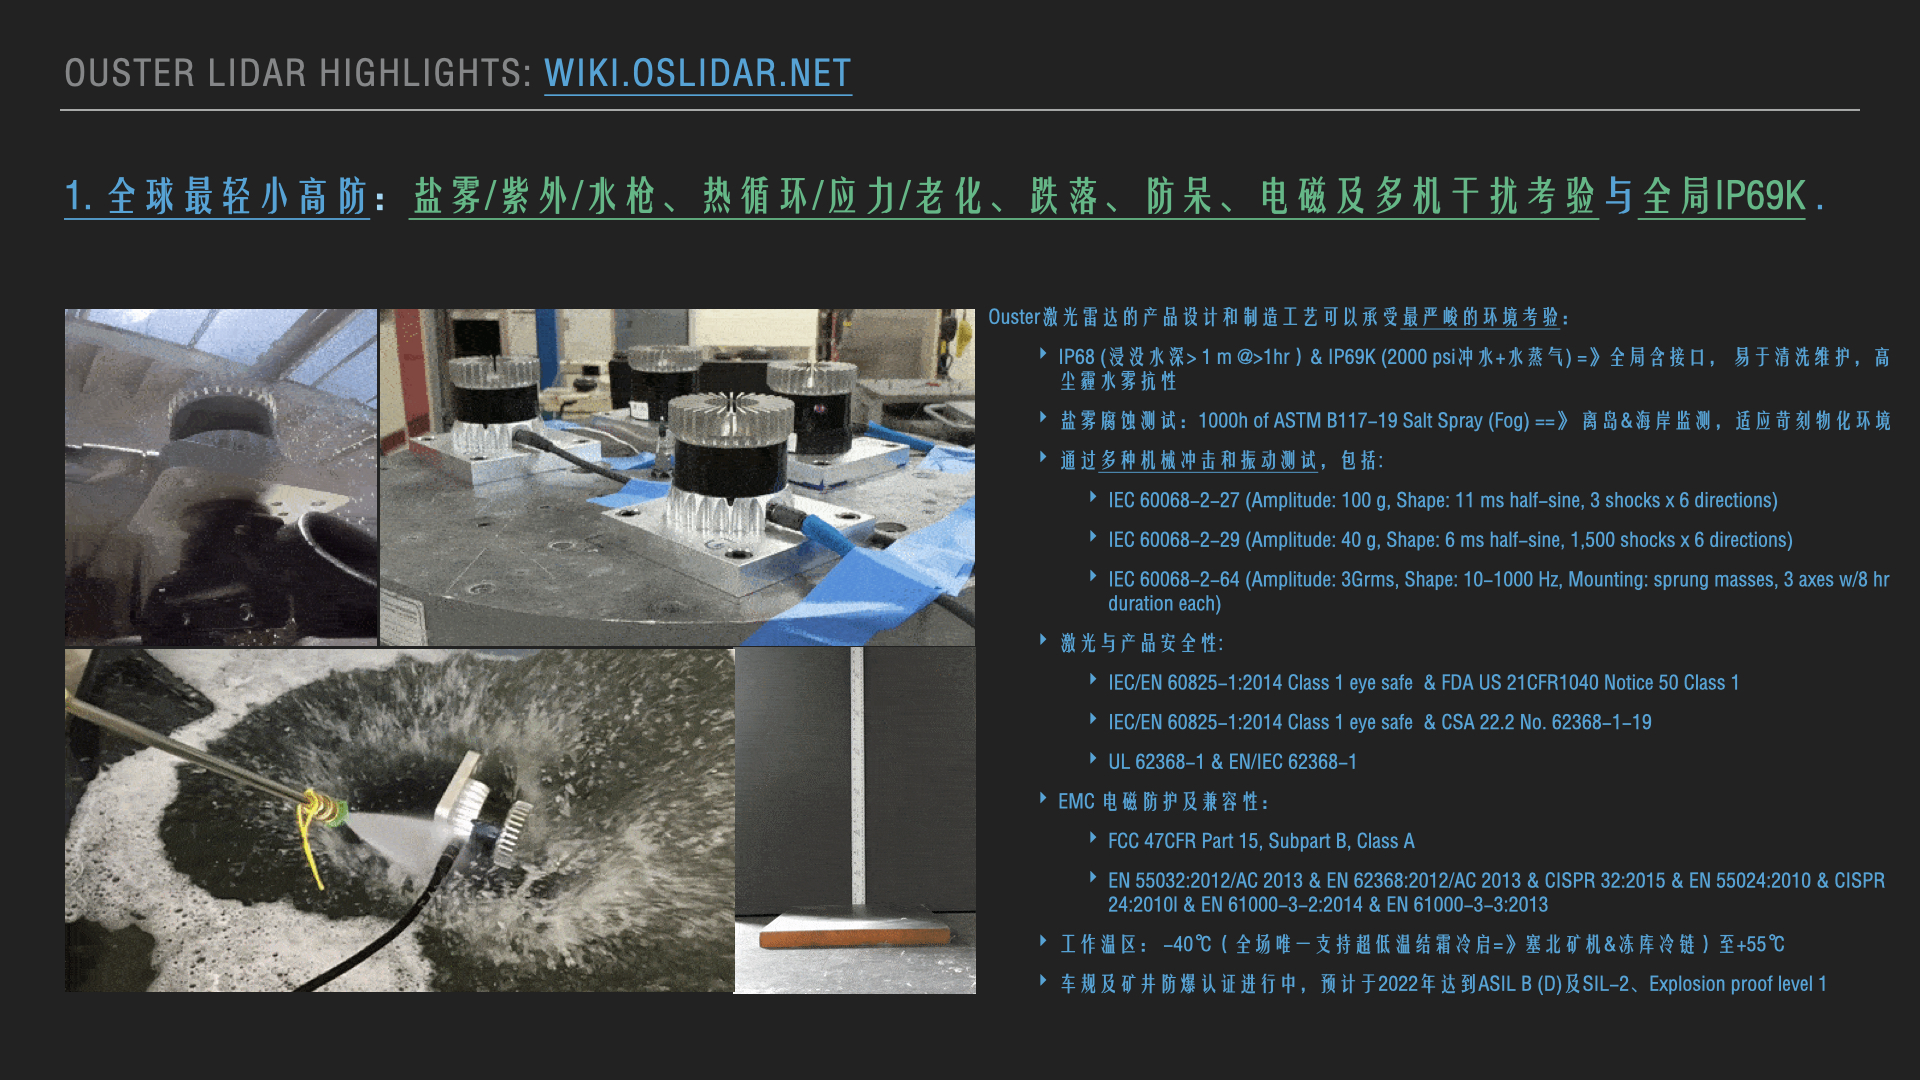 OUSTER LIDAR HIGHLIGHTS: WIKI.OSLIDAR.NET
1. 全球最轻小高防：盐雾/紫外/水枪、热循环/应力/老化、跌落、防呆、电磁及多机干扰考验与全局IP69K .
Ouster激光雷达的产品设计和制造工艺可以承受最严峻的环境考验：
IP68 (浸没水深> 1 m @>1hr ) & IP69K (2000 psi冲水+水蒸气) =》全局含接口， 易于清洗维护，高
尘霾水雾抗性
盐雾腐蚀测试：1000h of ASTM B117-19 Salt Spray (Fog) ==》 离岛&海岸监测，适应苛刻物化环境
通过多种机械冲击和振动测试，包括:
IEC 60068-2-27 (Amplitude: 100 g, Shape: 11 ms half-sine, 3 shocks x 6 directions)
IEC 60068-2-29 (Amplitude: 40 g, Shape: 6 ms half-sine, 1,500 shocks x 6 directions)
IEC 60068-2-64 (Amplitude: 3Grms, Shape: 10-1000 Hz, Mounting: sprung masses, 3 axes w/8 hr
duration each)
激光与产品安全性:
IEC/EN 60825-1:2014 Class 1 eye safe & FDA US 21CFR1040 Notice 50 Class 1
IEC/EN 60825-1:2014 Class 1 eye safe & CSA 22.2 No. 62368-1-19
UL 62368-1 & EN/IEC 62368-1
EMC 电磁防护及兼容性：
FCC 47CFR Part 15, Subpart B, Class A
EN 55032:2012/AC 2013 & EN 62368:2012/AC 2013 & CISPR 32:2015 & EN 55024:2010 & CISPR
24:2010I & EN 61000-3-2:2014 & EN 61000-3-3:2013
工作温区： -40℃（全场唯一支持超低温结霜冷启=》塞北矿机&冻库冷链）至+55℃
车规及矿井防爆认证进行中，预计于2022年达到ASIL B (D)及SIL-2、Explosion proof level 1